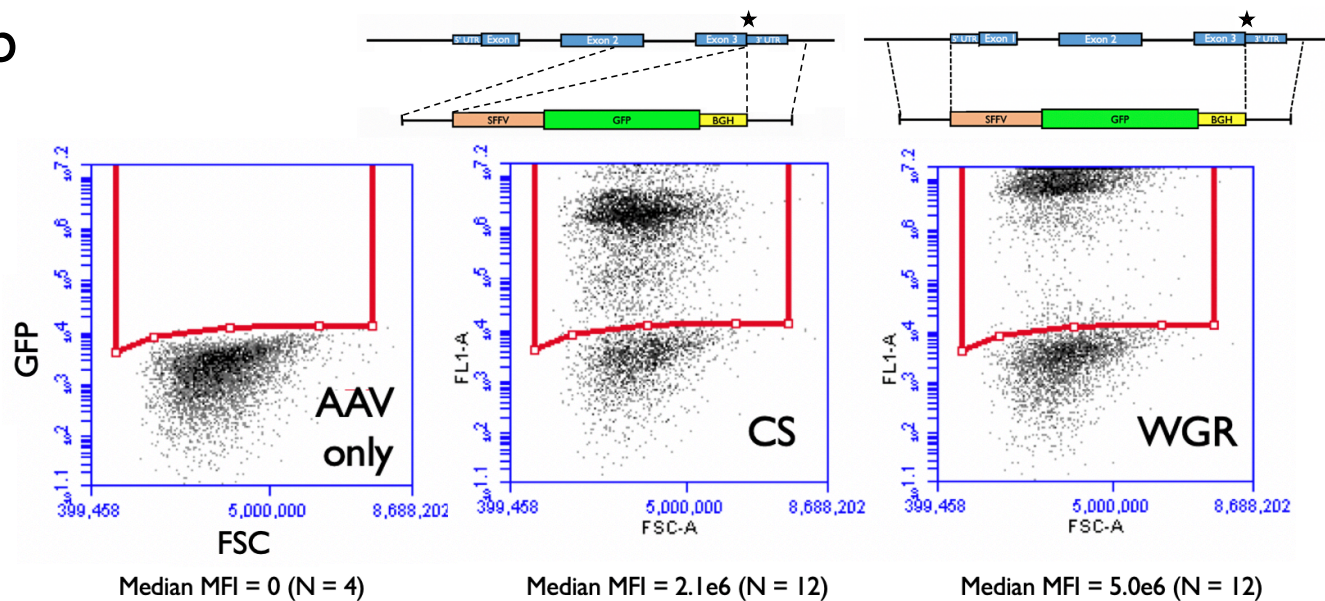 b
★ ★
5' UTR Exon 1 Exon 2 Exon 3 3' UTR
5' UTR Exon 1 Exon 2 Exon 3 3' UTR
SFFV GFP BGH
SFFV GFP BGH
GFP
10^7.2
10^6
10^5
10^4
10^3
10^2
10^1.1
AAV
only
399,458 5,000,000 8,688,202
FSC
Median MFI = 0 (N = 4)
FL1-A
10^7.2
10^6
10^5
10^4
10^3
10^2
10^1.1
CS
399,458 5,000,000 8,688,202
FSC-A
Median MFI = 2.1e6 (N = 12)
FL1-A
10^7.2
10^6
10^5
10^4
10^3
10^2
10^1.1
WGR
399,458 5,000,000 8,688,202
FSC-A
Median MFI = 5.0e6 (N = 12)